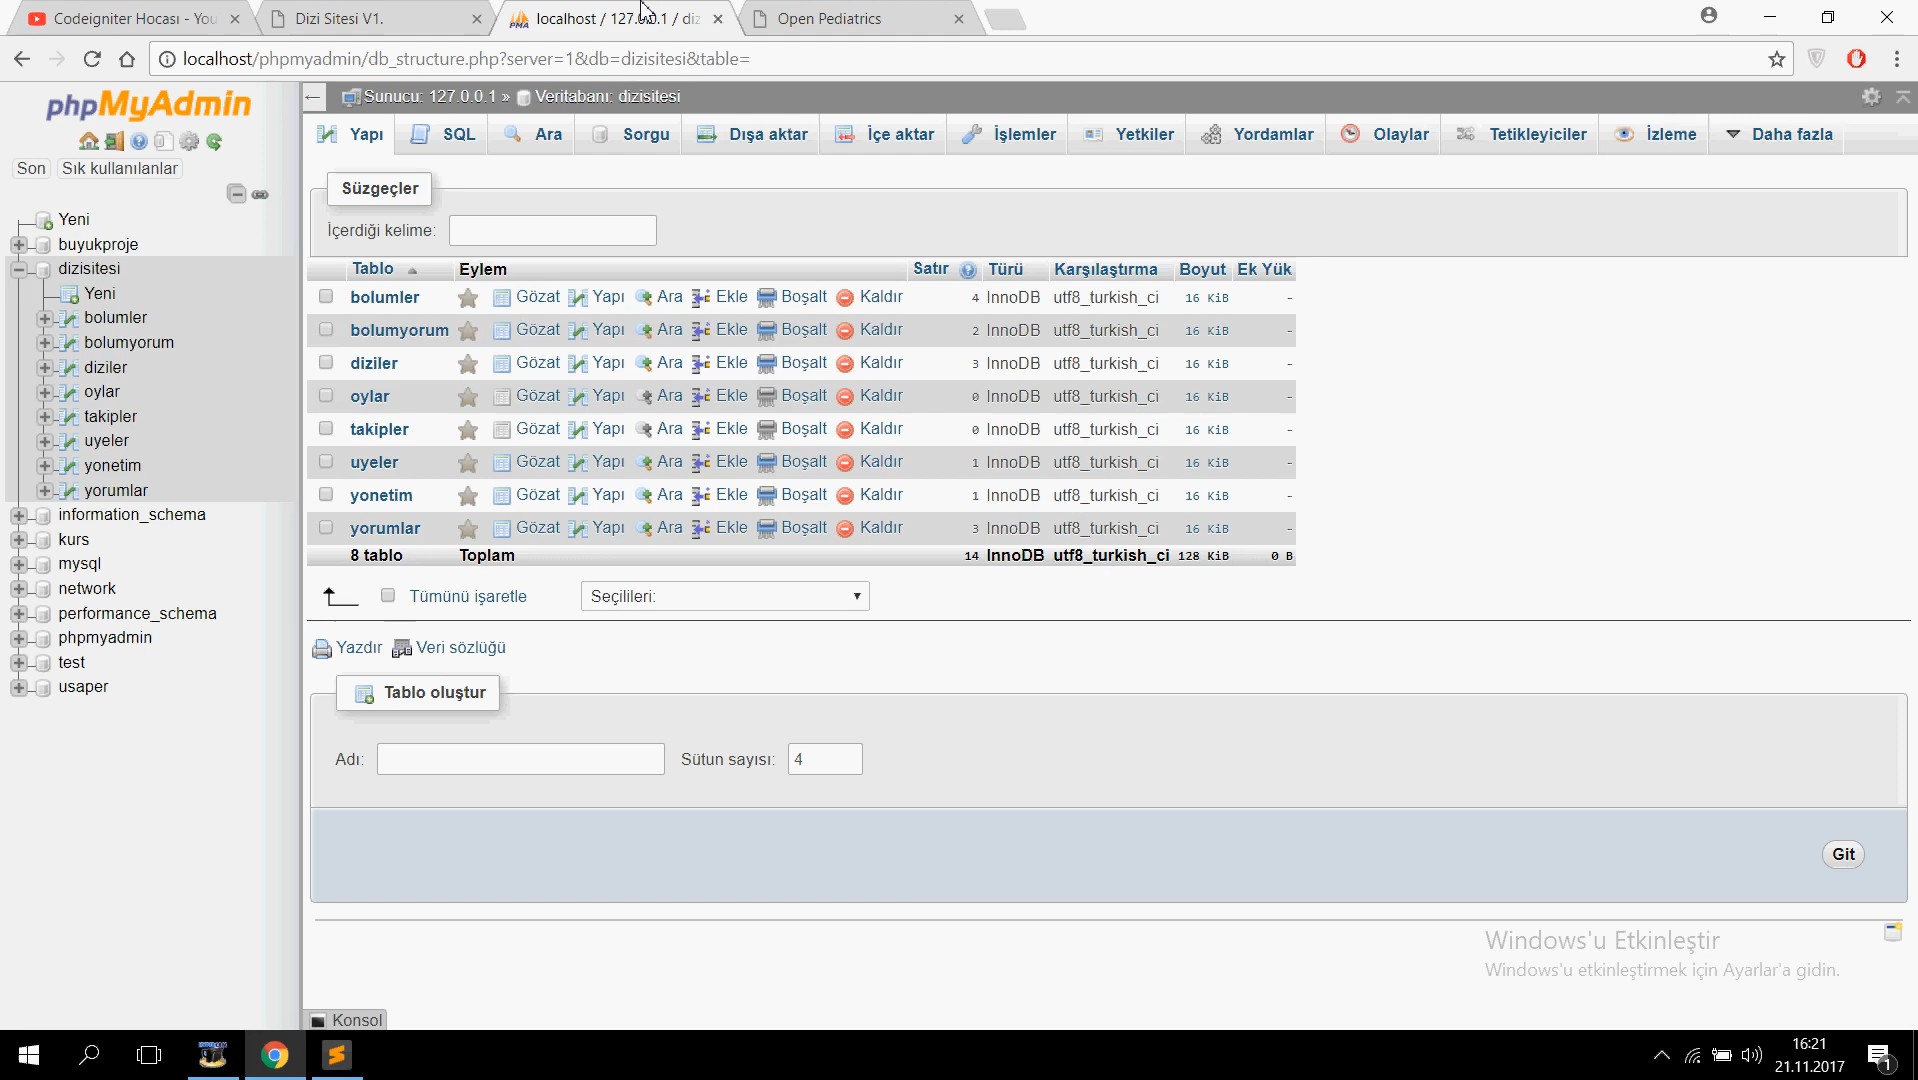 Codeigniter Hocası - You
Dizi Sitesi V1.
localhost / 127.0.0.1 / diz
Open Pediatrics
localhost/phpmyadmin/db_structure.php?server=1&db=dizisitesi&table=
phpMyAdmin
Son
Sık kullanılanlar
Yeni
buyukproje
dizisitesi
Yeni
bolumler
bolumyorum
diziler
oylar
takipler
uyeler
yonetim
yorumlar
information_schema
kurs
mysql
network
performance_schema
phpmyadmin
test
usaper
Sunucu: 127.0.0.1 » Veritabanı: dizisitesi
Yapı SQL Ara Sorgu Dışa aktar İçe aktar İşlemler Yetkiler Yordamlar Olaylar Tetikleyiciler İzleme Daha fazla
Süzgeçler
İçerdiği kelime:
Tablo Eylem Satır Türü Karşılaştırma Boyut Ek Yük
bolumler Gözat Yapı Ara Ekle Boşalt Kaldır 4 InnoDB utf8_turkish_ci 16 KiB -
bolumyorum Gözat Yapı Ara Ekle Boşalt Kaldır 2 InnoDB utf8_turkish_ci 16 KiB -
diziler Gözat Yapı Ara Ekle Boşalt Kaldır 3 InnoDB utf8_turkish_ci 16 KiB -
oylar Gözat Yapı Ara Ekle Boşalt Kaldır 0 InnoDB utf8_turkish_ci 16 KiB -
takipler Gözat Yapı Ara Ekle Boşalt Kaldır 0 InnoDB utf8_turkish_ci 16 KiB -
uyeler Gözat Yapı Ara Ekle Boşalt Kaldır 1 InnoDB utf8_turkish_ci 16 KiB -
yonetim Gözat Yapı Ara Ekle Boşalt Kaldır 1 InnoDB utf8_turkish_ci 16 KiB -
yorumlar Gözat Yapı Ara Ekle Boşalt Kaldır 3 InnoDB utf8_turkish_ci 16 KiB -
8 tablo Toplam 14 InnoDB utf8_turkish_ci 128 KiB 0 B
Tümünü işaretle
Seçilileri:
Yazdır Veri sözlüğü
Tablo oluştur
Adı: Sütun sayısı: 4
Git
Windows'u Etkinleştir
Windows'u etkinleştirmek için Ayarlar'a gidin.
Konsol
16:21
21.11.2017
1